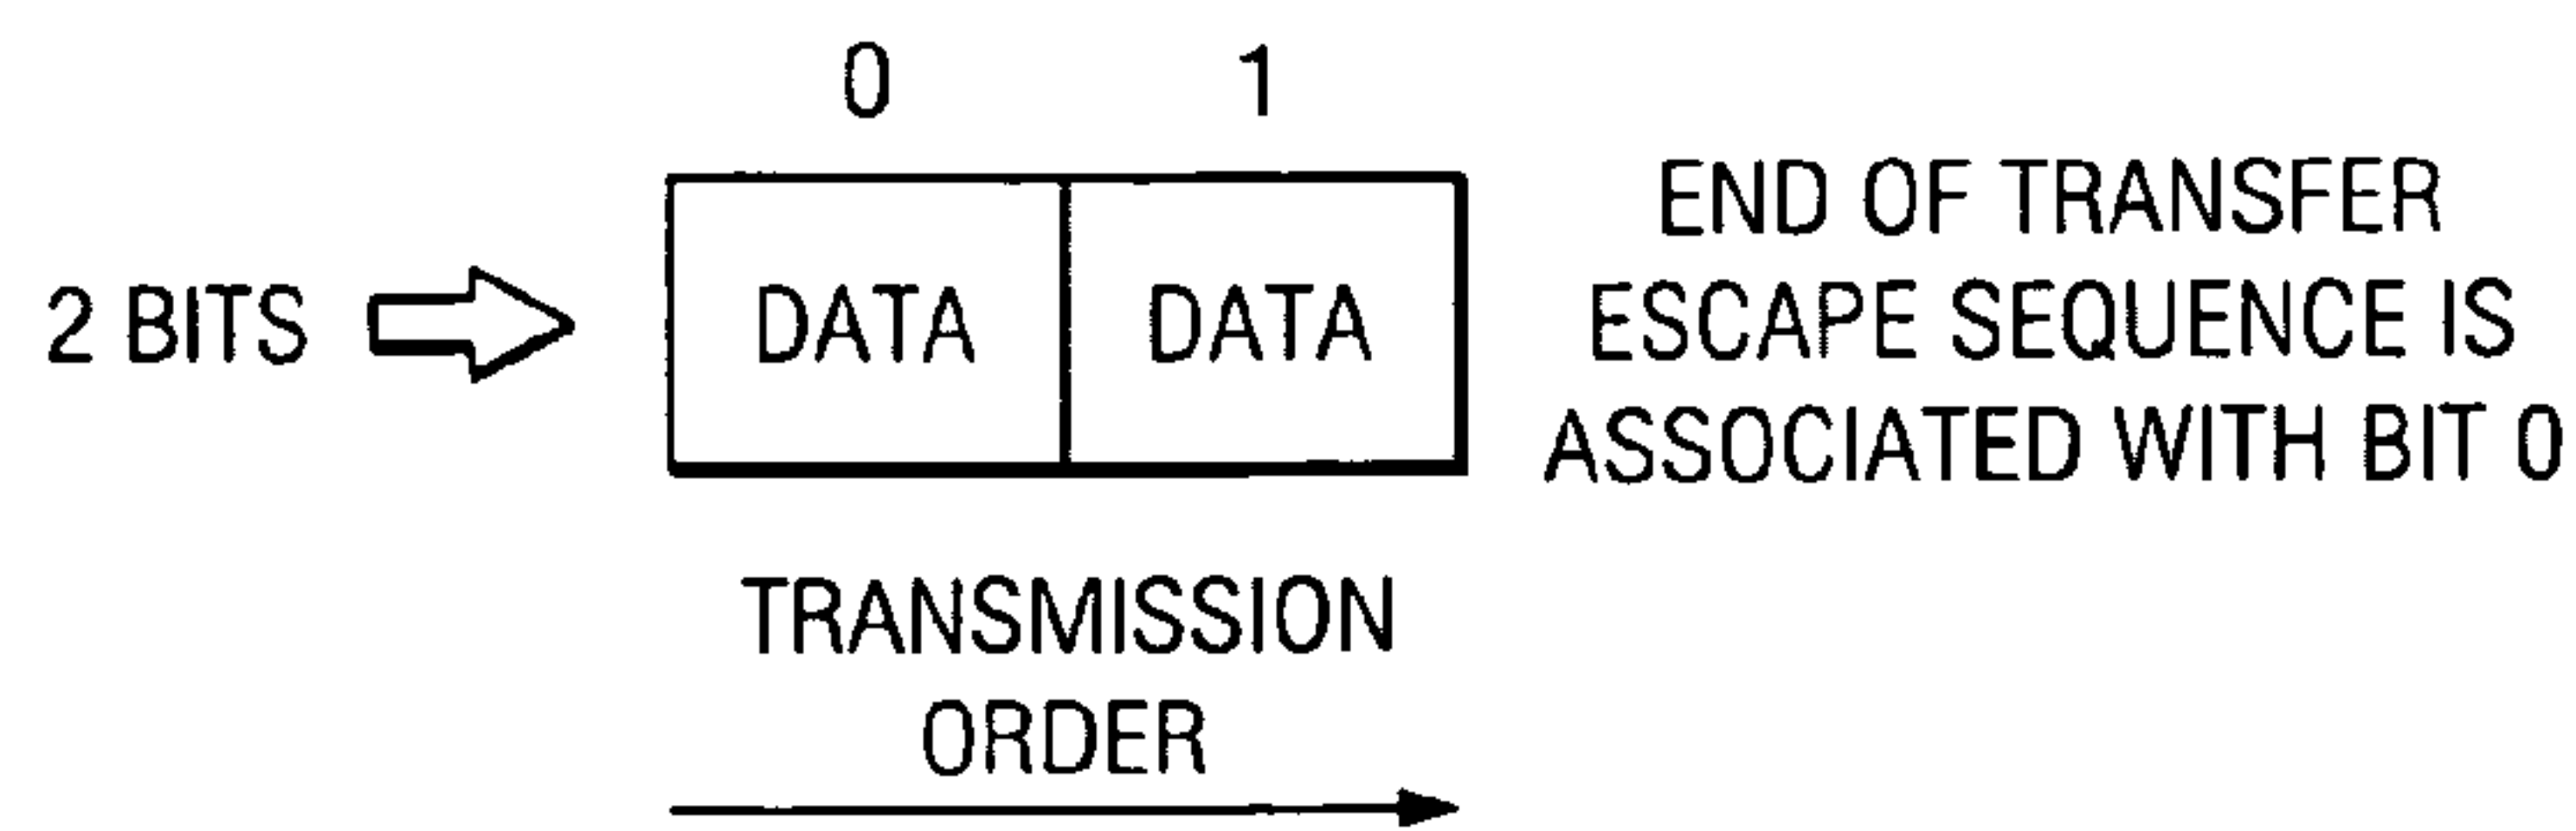 0 1
2 BITS
DATA DATA
END OF TRANSFER
ESCAPE SEQUENCE IS
ASSOCIATED WITH BIT 0
TRANSMISSION
ORDER